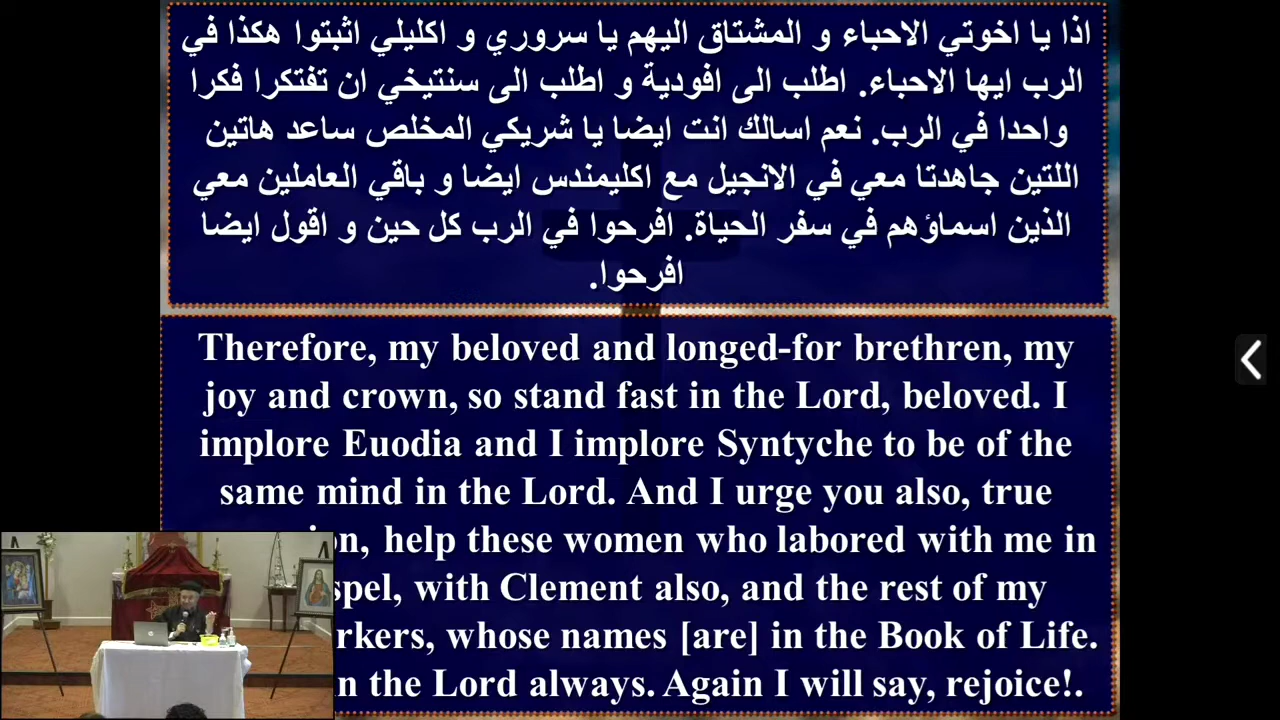 اذا يا اخوتي الاحباء و المشتاق اليهم يا سروري و اكليلي اثبتوا هكذا في
الرب ايها الاحباء. اطلب الى افودية و اطلب الى سنتيخي ان تفتكرا فكرا
واحدا في الرب. نعم اسالك انت ايضا يا شريكي المخلص ساعد هاتين
اللتين جاهدتا معي في الانجيل مع اكليمندس ايضا و باقي العاملين معي
الذين اسماؤهم في سفر الحياة. افرحوا في الرب كل حين و اقول ايضا
افرحوا.
Therefore, my beloved and longed-for brethren, my
joy and crown, so stand fast in the Lord, beloved. I
implore Euodia and I implore Syntyche to be of the
same mind in the Lord. And I urge you also, true
help these women who labored with me in
with Clement also, and the rest of my
whose names [are] in the Book of Life.
the Lord always. Again I will say, rejoice!.